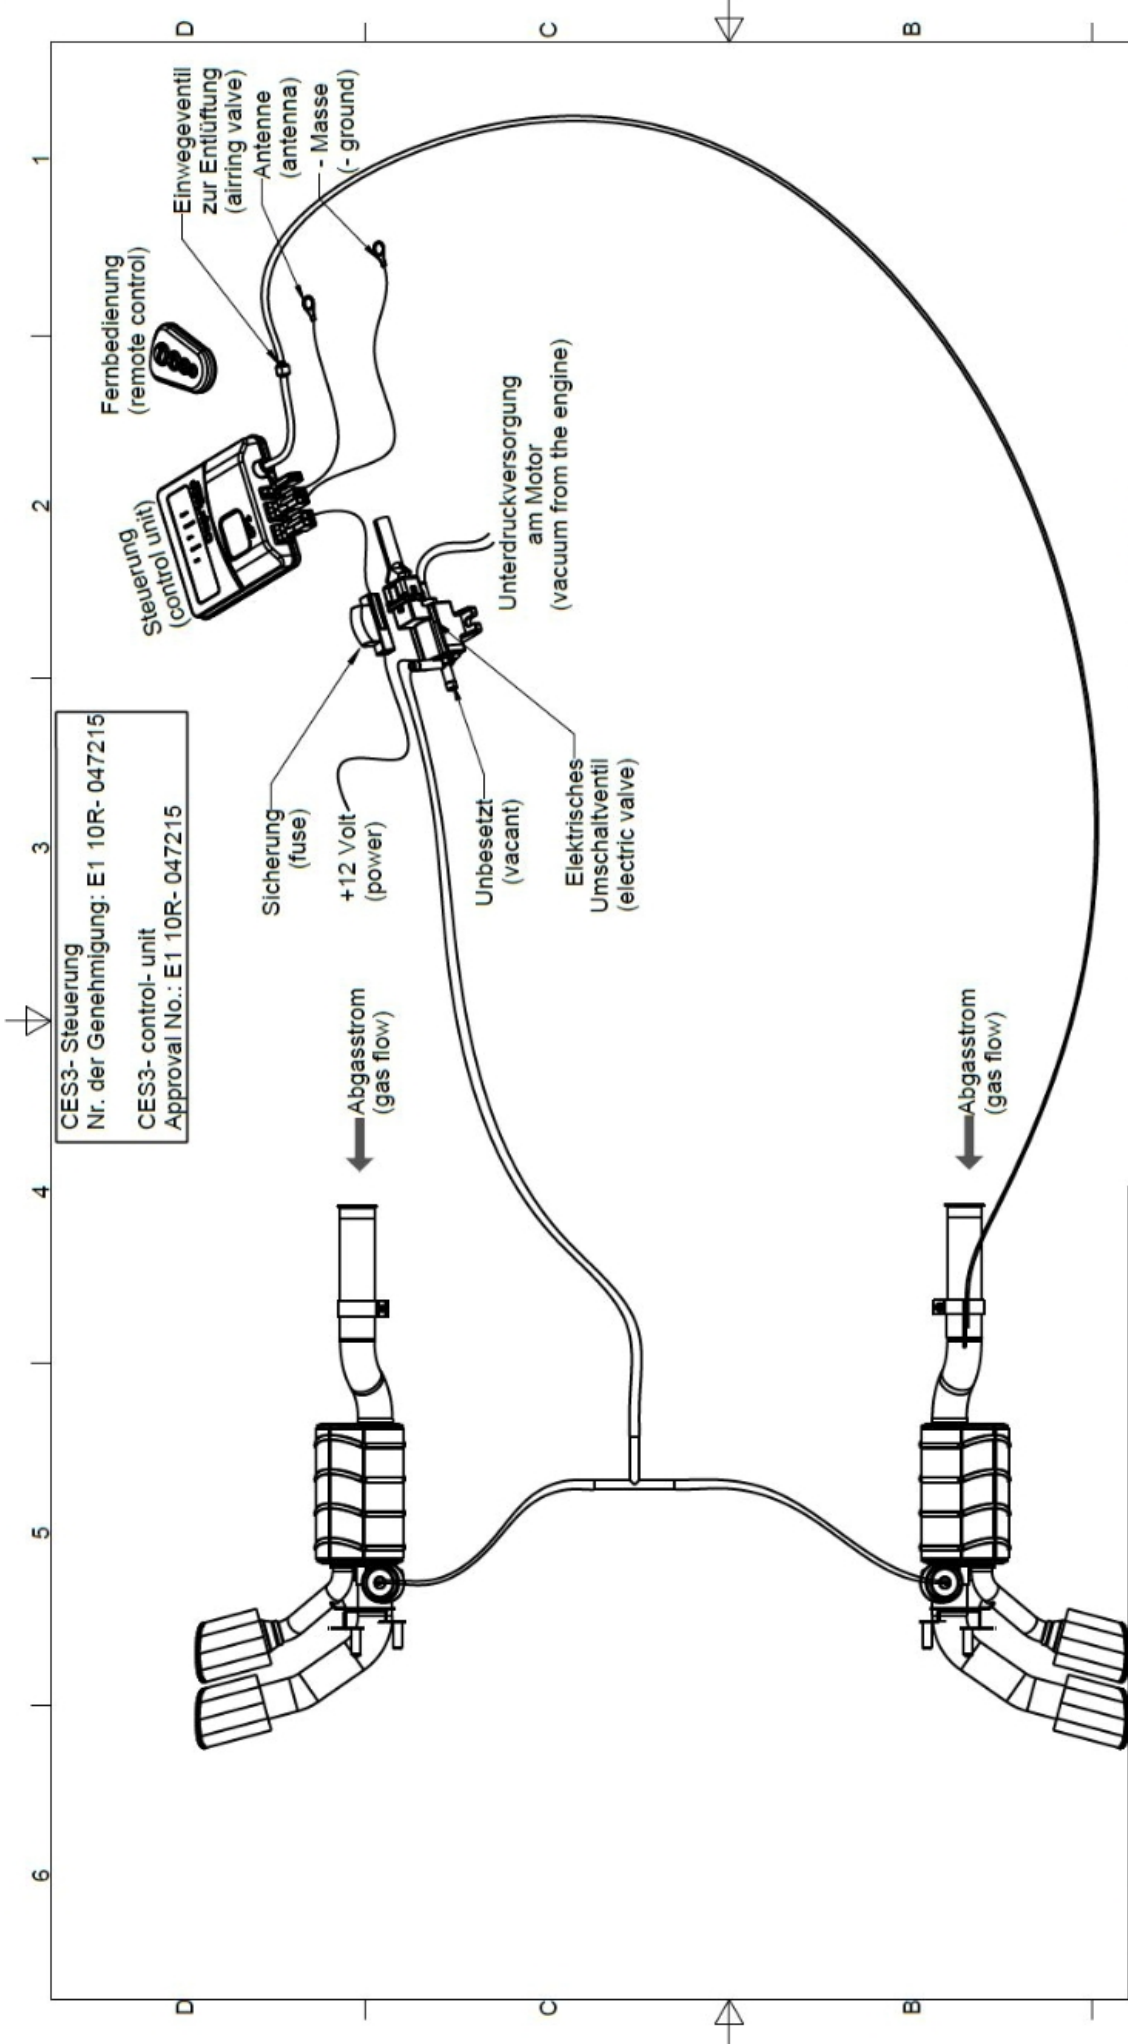 D
C
B
1
2
3
4
5
6
Fernbedienung
(remote control)
Einwegeventil
zur Entlüftung
(airring valve)
Antenne
(antenna)
- Masse
(- ground)
Steuerung
(control unit)
Unterdruckversorgung
am Motor
(vacuum from the engine)
CES3- Steuerung
Nr. der Genehmigung: E1 10R- 047215
CES3- control- unit
Approval No.: E1 10R- 047215
Sicherung
(fuse)
+12 Volt
(power)
Unbesetzt
(vacant)
Elektrisches
Umschaltventil
(electric valve)
Abgasstrom
(gas flow)
Abgasstrom
(gas flow)
D
C
B